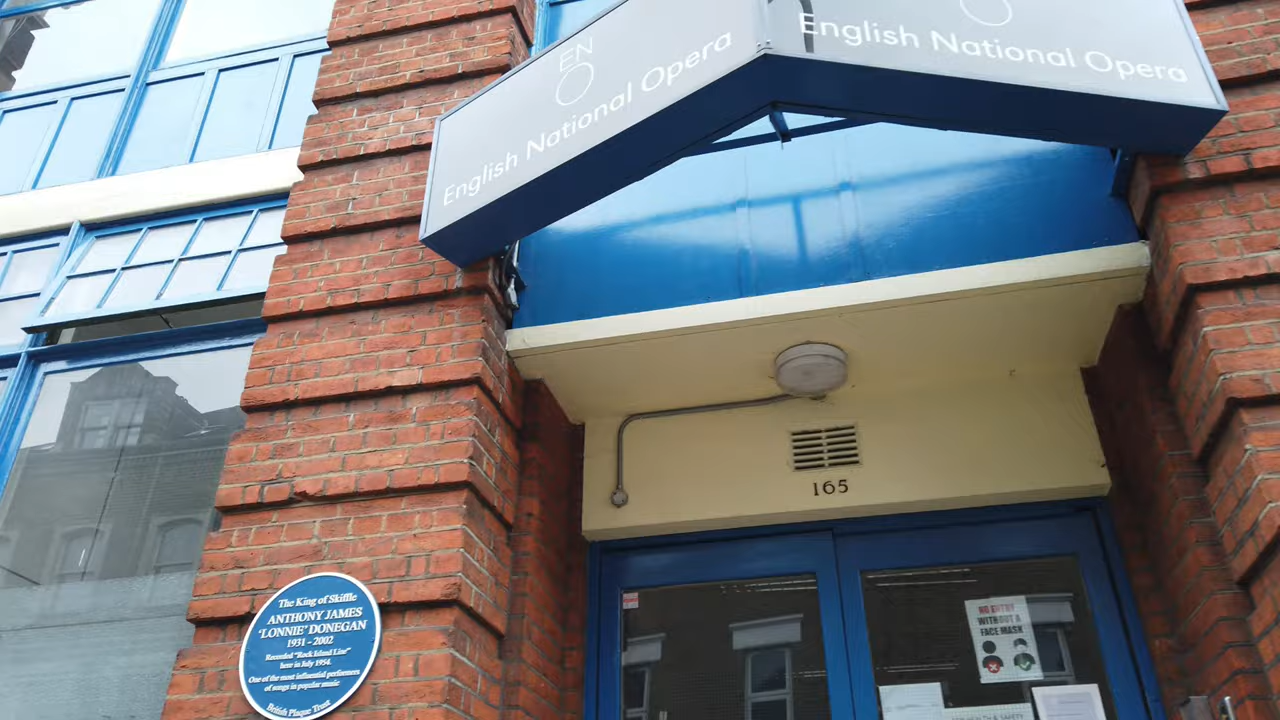 EN
O
English National Opera
English National Opera
165
The King of Skiffle
ANTHONY JAMES
'LONNIE' DONEGAN
1931 - 2002
Recorded "Rock Island Line"
here in July 1954.
One of the most influential performers
of songs in popular music
British Plaque Trust
NO ENTRY
WITHOUT A
FACE MASK
HEALTH & SAFETY